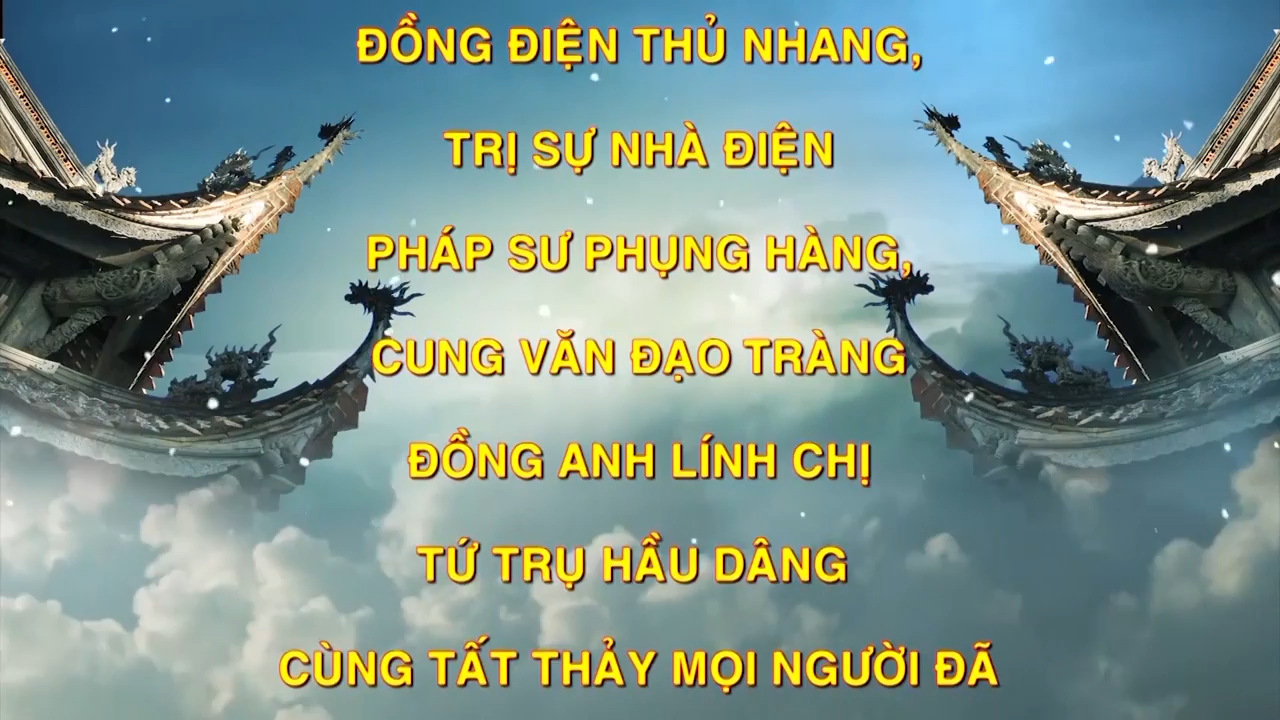 ĐỒNG ĐIỆN THỦ NHANG,
TRỊ SỰ NHÀ ĐIỆN
PHÁP SƯ PHỤNG HÀNG,
CUNG VĂN ĐẠO TRÀNG
ĐỒNG ANH LÍNH CHỊ
TỨ TRỤ HẦU DÂNG
CÙNG TẤT THẢY MỌI NGƯỜI ĐÃ